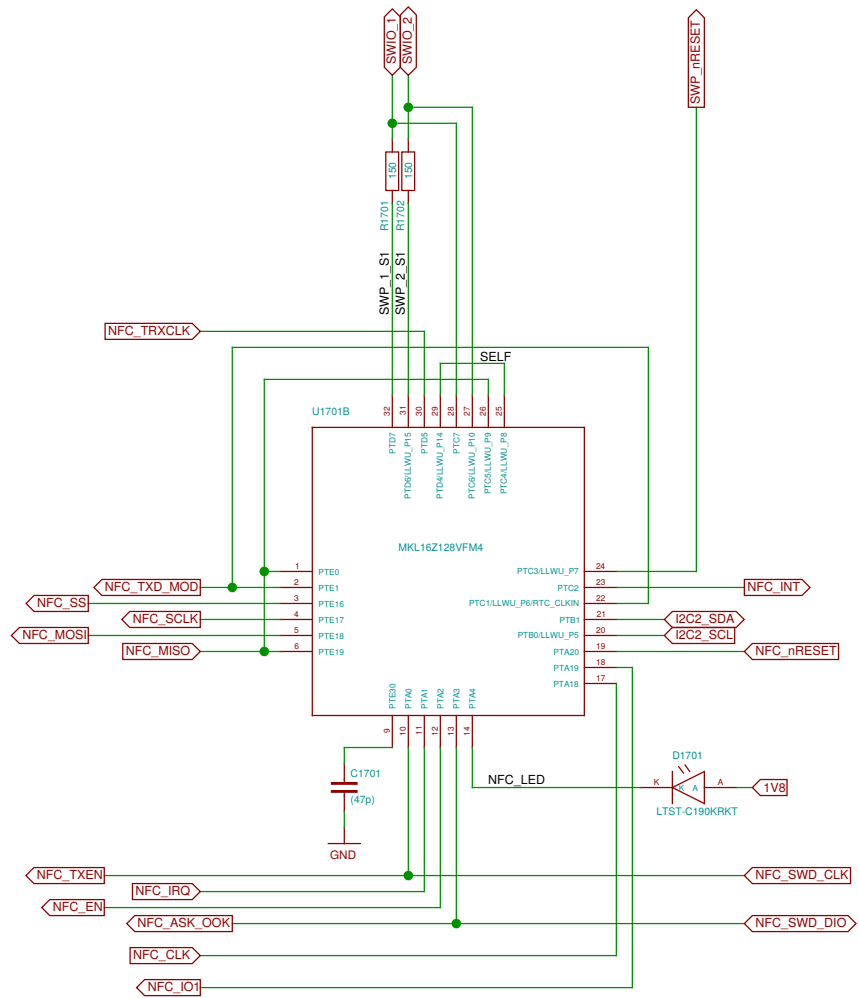 SWIO_1
SWIO_2
SWP_nRESET
150
150
R1701
R1702
SWP_1_S1
SWP_2_S1
NFC_TRXCLK
SELF
U1701B
32
31
30
29
28
27
26
25
PTD7
PTD6/LLWU_P15
PTD5
PTD4/LLWU_P14
PTC7
PTC6/LLWU_P10
PTC5/LLWU_P9
PTC4/LLWU_P8
MKL16Z128VFM4
1 PTE0
NFC_TXD_MOD 2 PTE1
NFC_SS 3 PTE16
NFC_SCLK 4 PTE17
NFC_MOSI 5 PTE18
NFC_MISO 6 PTE19
PTC3/LLWU_P7 24
PTC2 23 NFC_INT
PTC1/LLWU_P6/RTC_CLKIN 22
PTB1 21 I2C2_SDA
PTB0/LLWU_P5 20 I2C2_SCL
PTA20 19 NFC_nRESET
PTA19 18
PTA18 17
PTE30
PTA0
PTA1
PTA2
PTA3
PTA4
9
10
11
12
13
14
C1701
(47p)
GND
NFC_LED
D1701
K K A A
LTST-C190KRKT
1V8
NFC_TXEN
NFC_SWD_CLK
NFC_IRQ
NFC_EN
NFC_ASK_OOK
NFC_SWD_DIO
NFC_CLK
NFC_IO1